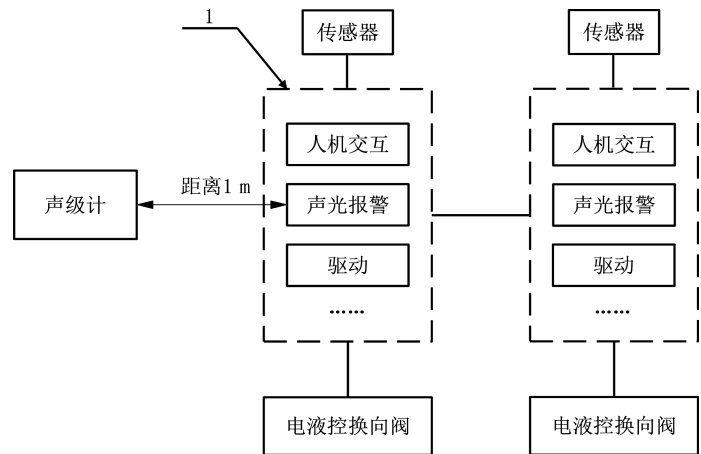 1
传感器
传感器
人机交互
人机交互
声级计
距离1 m
声光报警
声光报警
驱动
驱动
……
……
电液控换向阀
电液控换向阀